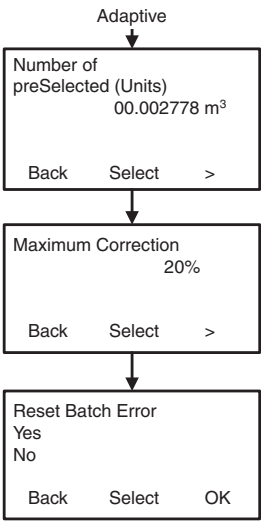 Adaptive
Number of
preSelected (Units)
00.002778 m³
Back Select >
Maximum Correction
20%
Back Select >
Reset Batch Error
Yes
No
Back Select OK